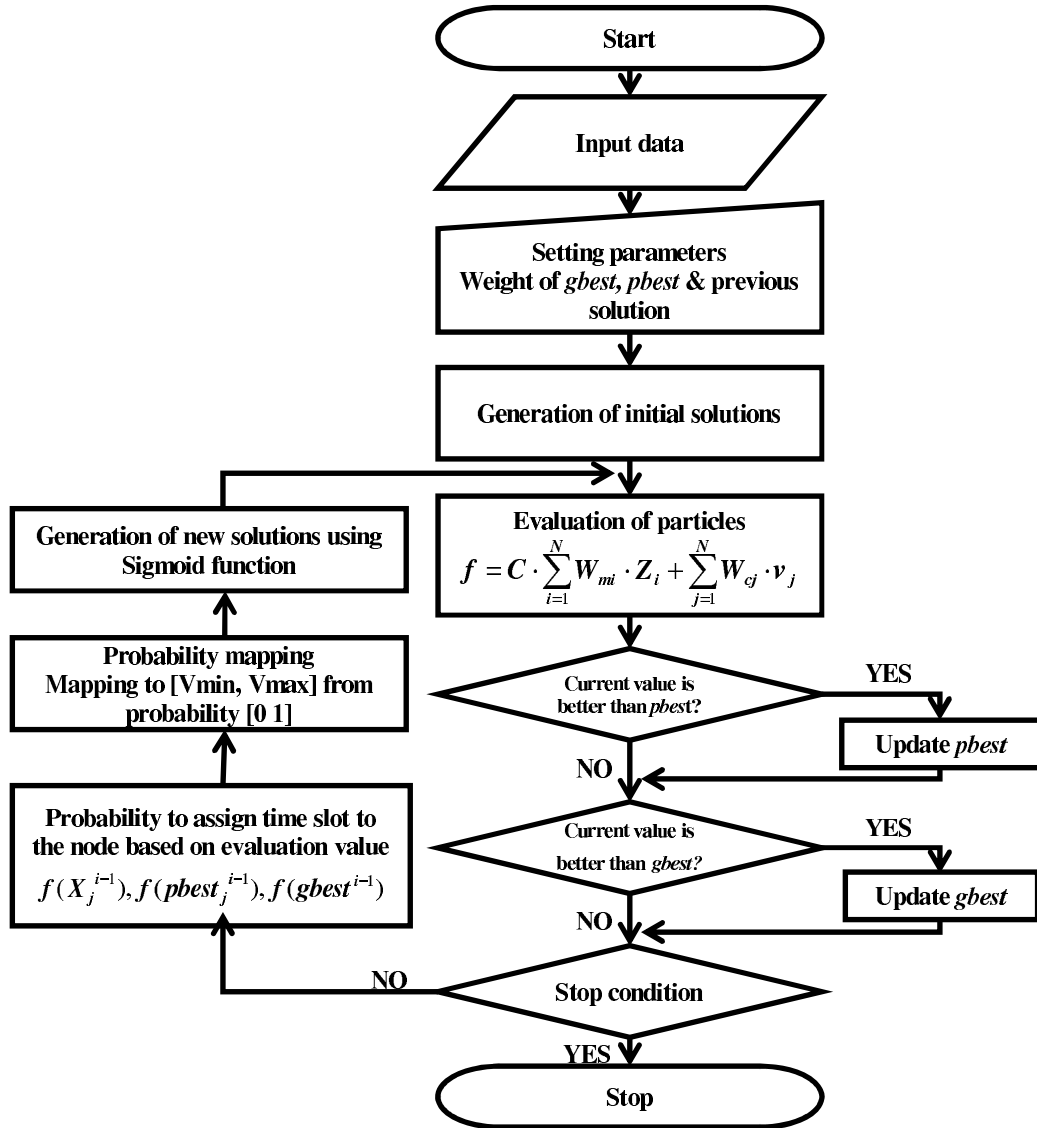 Start
Input data
Setting parameters
Weight of gbest, pbest & previous
solution
Generation of initial solutions
Evaluation of particles
f = C · ∑_{i=1}^{N} W_{mi} · Z_i + ∑_{j=1}^{N} W_{cj} · v_j
Current value is
better than pbest?
YES
Update pbest
NO
Current value is
better than gbest?
YES
Update gbest
NO
Stop condition
NO
YES
Stop
Probability to assign time slot to
the node based on evaluation value
f(X_j^{i-1}), f(pbest_j^{i-1}), f(gbest^{i-1})
Probability mapping
Mapping to [Vmin, Vmax] from
probability [0 1]
Generation of new solutions using
Sigmoid function